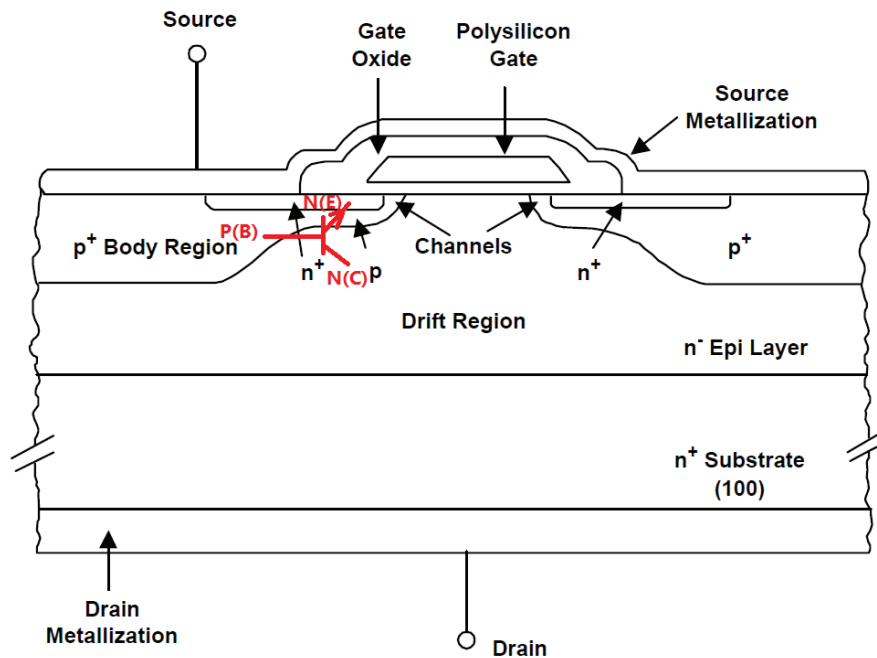 Source
Gate
Oxide
Polysilicon
Gate
Source
Metallization
N(E)
P(B)
p+ Body Region
Channels
p+
n+
N(C)
p
n+
Drift Region
n- Epi Layer
n+ Substrate
(100)
Drain
Metallization
Drain